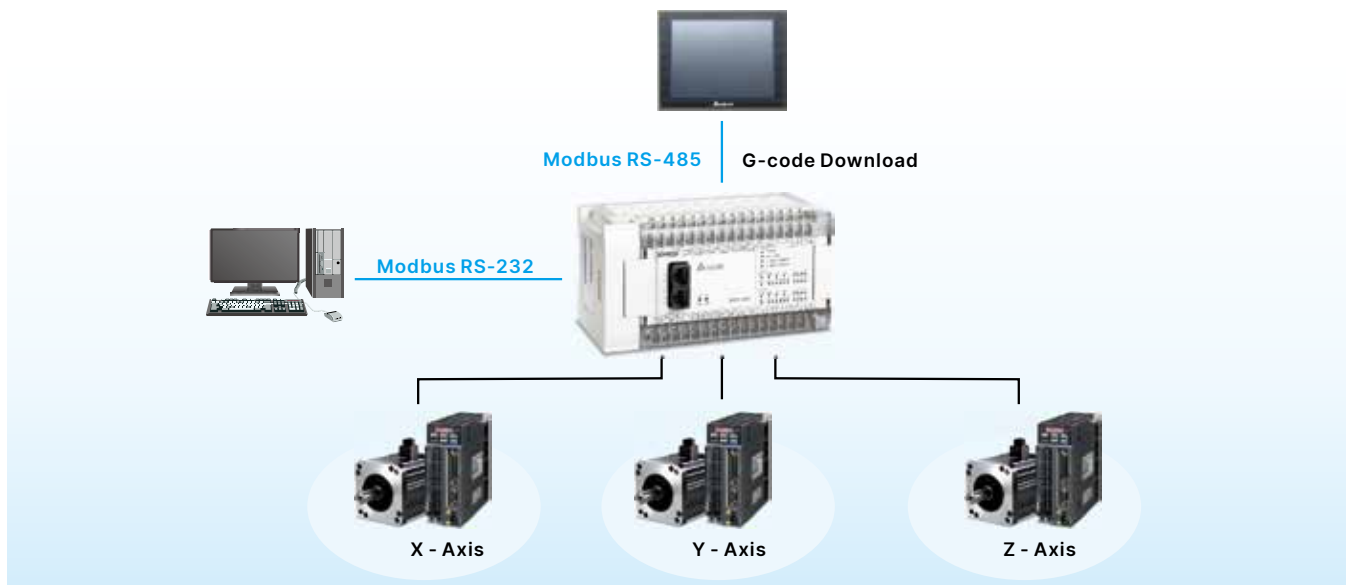 Modbus RS-485
G-code Download
Modbus RS-232
X - Axis
Y - Axis
Z - Axis